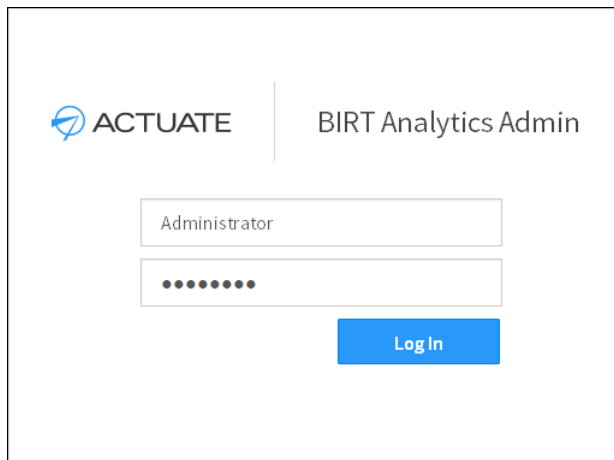 ACTUATE
BIRT Analytics Admin
Administrator
••••••••
Log In